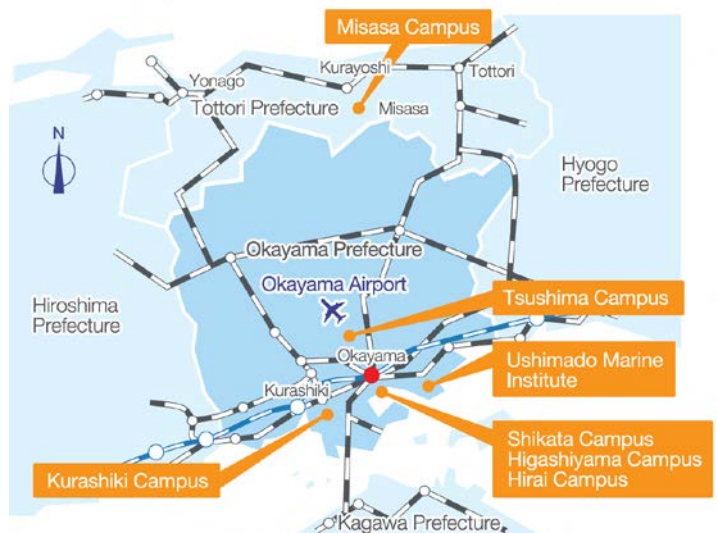 Misasa Campus
Kurayoshi
Yonago
Tottori
Tottori Prefecture
Misasa
N
Hyogo
Prefecture
Okayama Prefecture
Okayama Airport
Hiroshima
Prefecture
Tsushima Campus
Okayama
Ushimado Marine
Institute
Kurashiki
Shikata Campus
Higashiyama Campus
Hirai Campus
Kurashiki Campus
Kagawa Prefecture